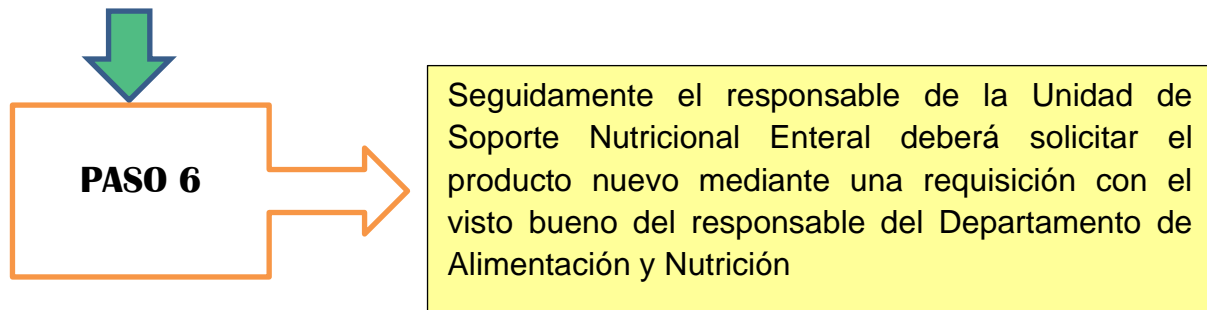 PASO 6
Seguidamente el responsable de la Unidad de
Soporte Nutricional Enteral deberá solicitar el
producto nuevo mediante una requisición con el
visto bueno del responsable del Departamento de
Alimentación y Nutrición